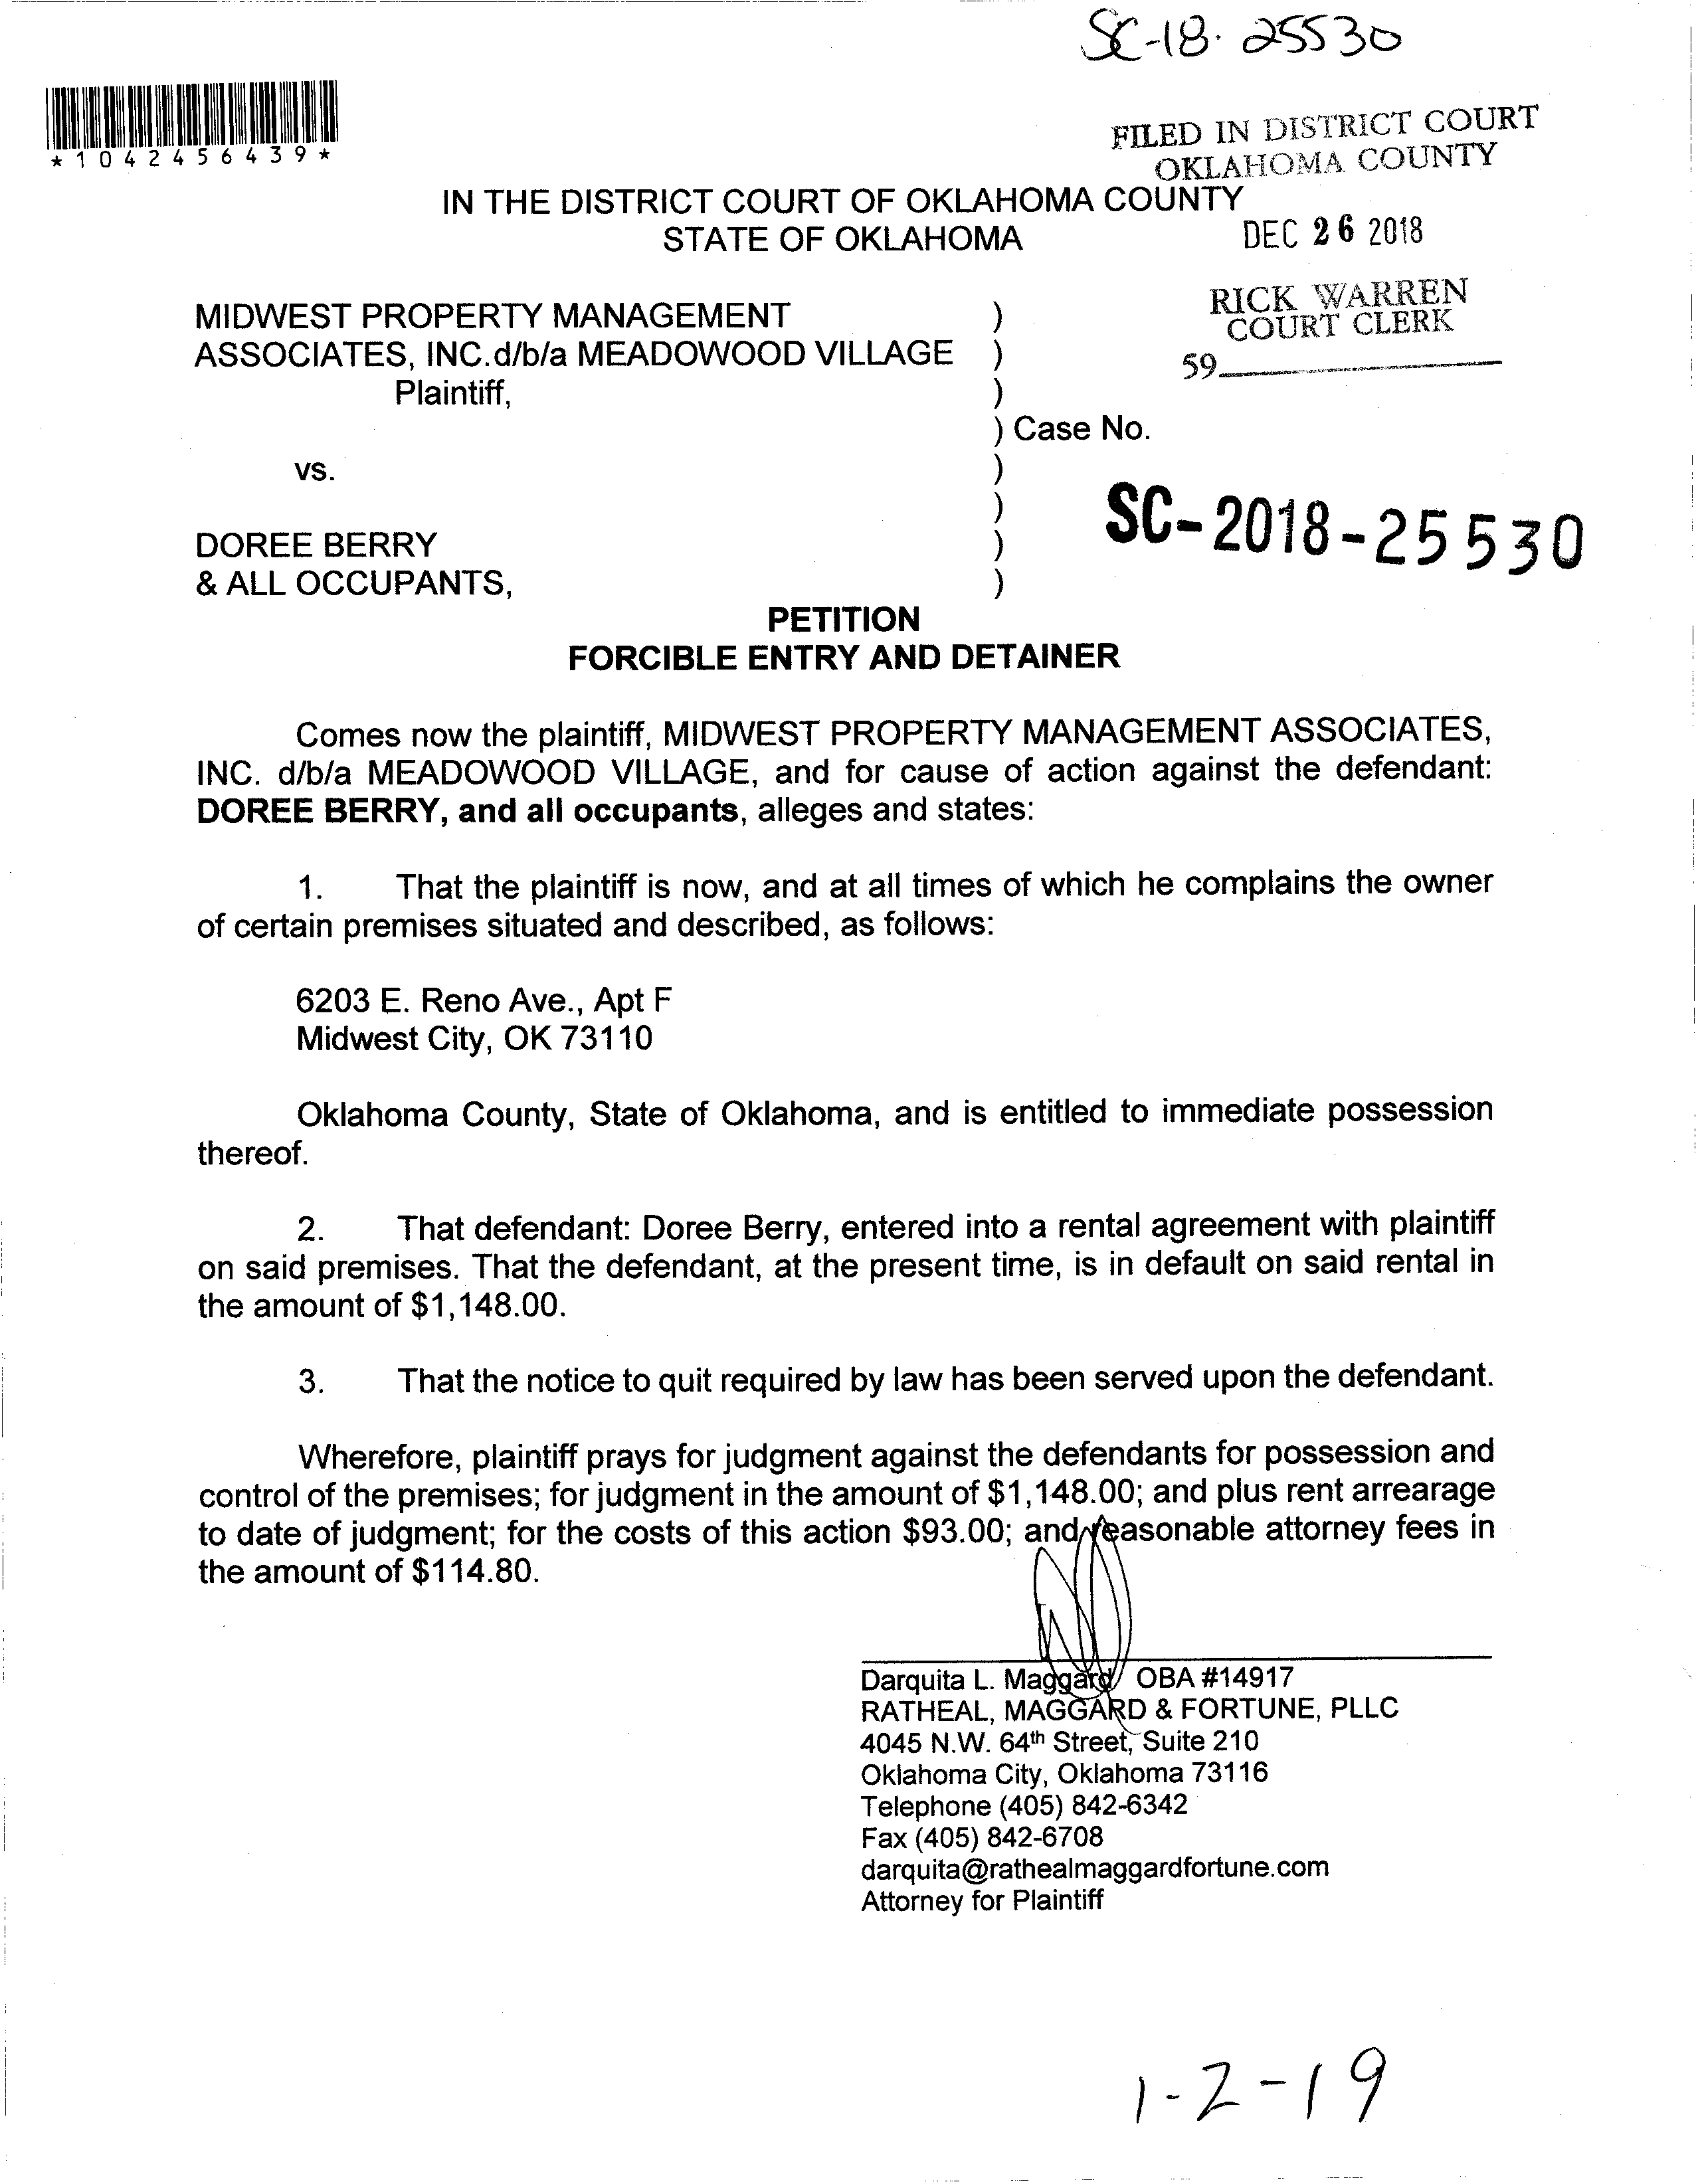 SC-18-25530
*1042456439*
FILED IN DISTRICT COURT
OKLAHOMA COUNTY
IN THE DISTRICT COURT OF OKLAHOMA COUNTY
STATE OF OKLAHOMA
DEC 26 2018
RICK WARREN
COURT CLERK
59
MIDWEST PROPERTY MANAGEMENT )
ASSOCIATES, INC.d/b/a MEADOWOOD VILLAGE )
Plaintiff, )
) Case No.
vs. )
)
SC-2018-25530
DOREE BERRY )
& ALL OCCUPANTS, )
PETITION
FORCIBLE ENTRY AND DETAINER
Comes now the plaintiff, MIDWEST PROPERTY MANAGEMENT ASSOCIATES,
INC. d/b/a MEADOWOOD VILLAGE, and for cause of action against the defendant:
DOREE BERRY, and all occupants, alleges and states:
1. That the plaintiff is now, and at all times of which he complains the owner
of certain premises situated and described, as follows:
6203 E. Reno Ave., Apt F
Midwest City, OK 73110
Oklahoma County, State of Oklahoma, and is entitled to immediate possession
thereof.
2. That defendant: Doree Berry, entered into a rental agreement with plaintiff
on said premises. That the defendant, at the present time, is in default on said rental in
the amount of $1,148.00.
3. That the notice to quit required by law has been served upon the defendant.
Wherefore, plaintiff prays for judgment against the defendants for possession and
control of the premises; for judgment in the amount of $1,148.00; and plus rent arrearage
to date of judgment; for the costs of this action $93.00; and reasonable attorney fees in
the amount of $114.80.
Darquita L. Maggard OBA #14917
RATHEAL, MAGGARD & FORTUNE, PLLC
4045 N.W. 64th Street, Suite 210
Oklahoma City, Oklahoma 73116
Telephone (405) 842-6342
Fax (405) 842-6708
darquita@rathealmaggardfortune.com
Attorney for Plaintiff
1-2-19